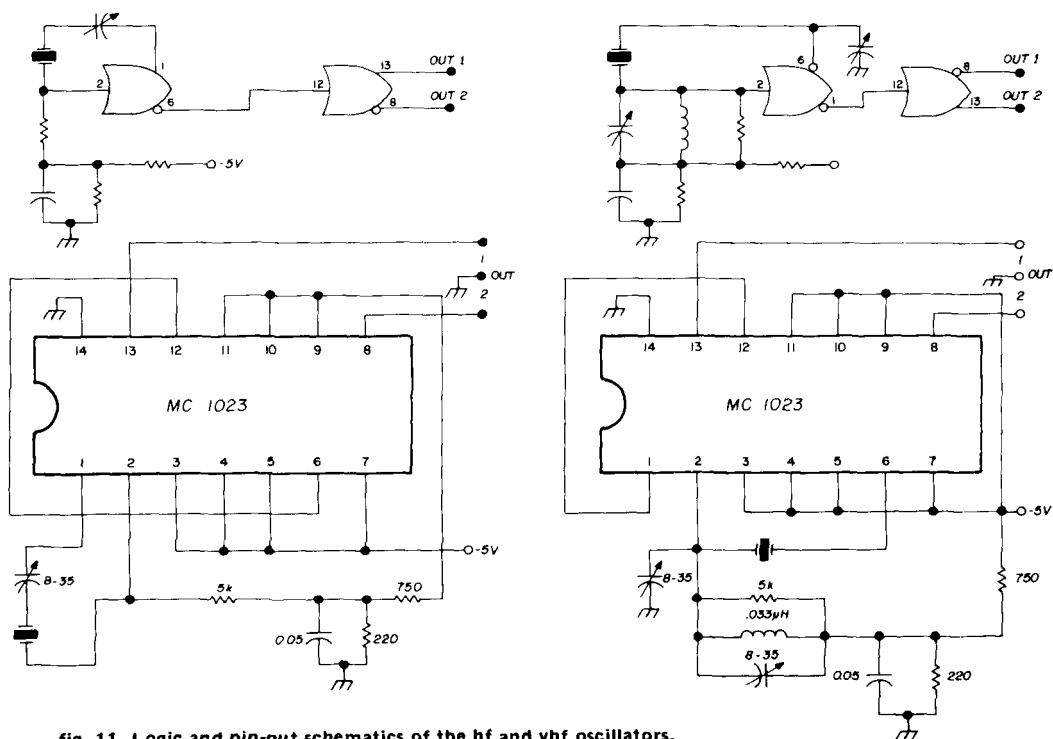 1
2
6
12
13
8
OUT 1
OUT 2
-5V
6
2
1
12
8
13
OUT 1
OUT 2
1
OUT
2
14 13 12 11 10 9 8
MC 1023
1 2 3 4 5 6 7
-5V
8-35
5k
750
0.05
220
1
OUT
2
14 13 12 11 10 9 8
MC 1023
1 2 3 4 5 6 7
-5V
8-35
5k
.033µH
8-35
750
0.05
220
fig. 11. Logic and pin-out schematics of the hf and vhf oscillators.